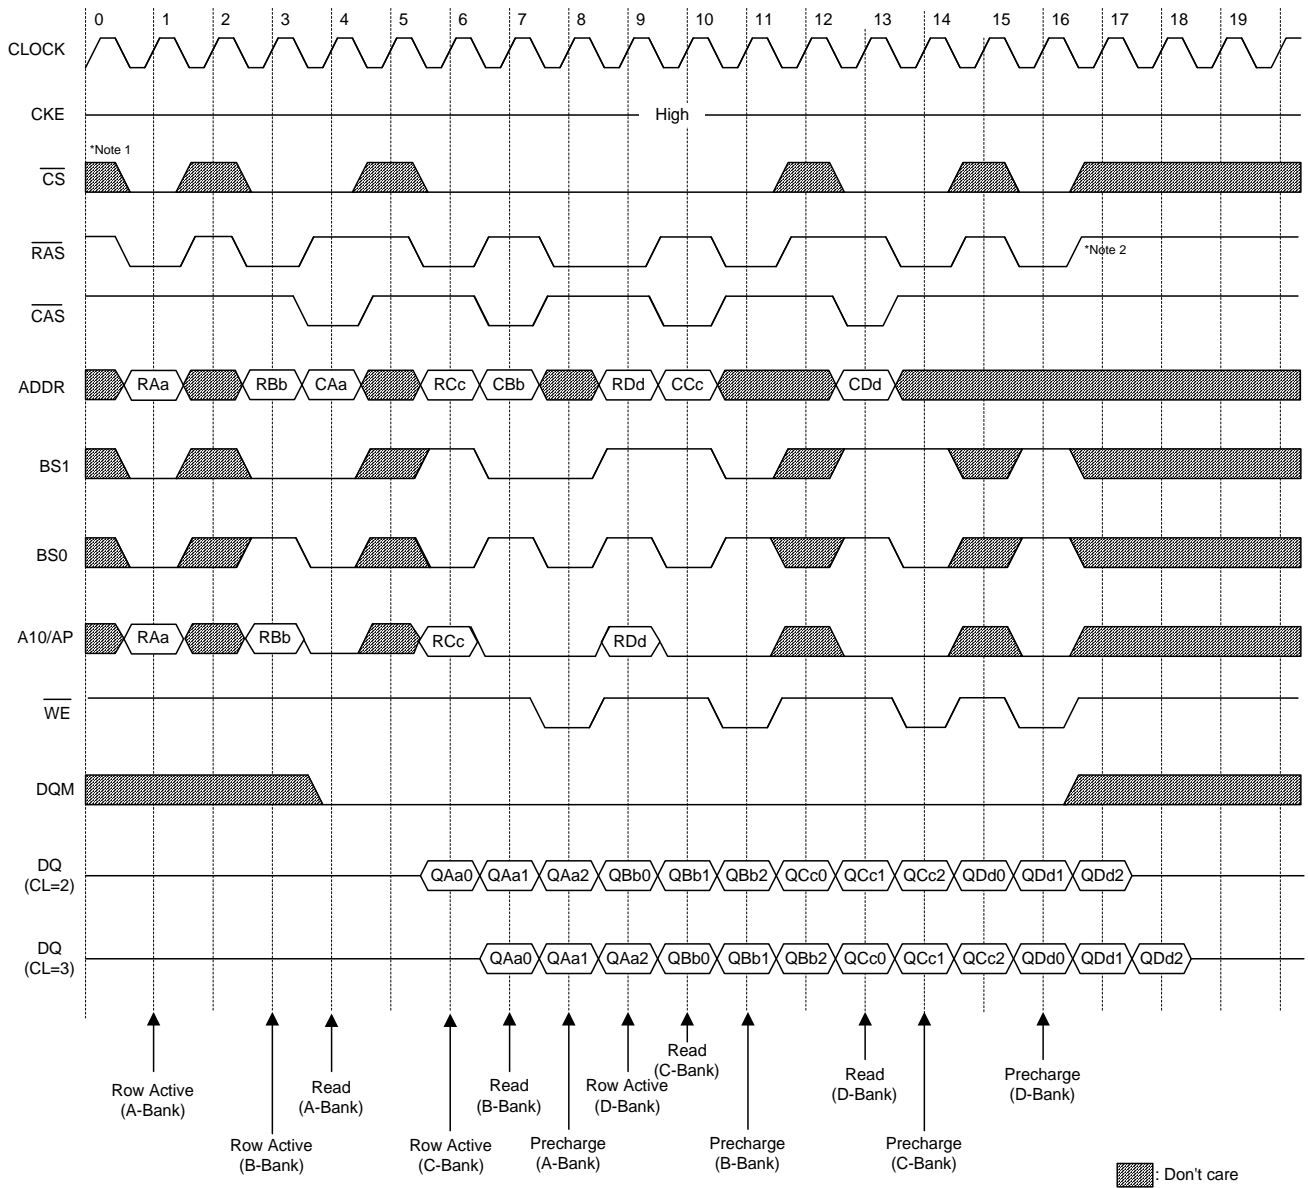 0 1 2 3 4 5 6 7 8 9 10 11 12 13 14 15 16 17 18 19
CLOCK
CKE
High
*Note 1
CS
RAS
*Note 2
CAS
ADDR RAa RBb CAa RCc CBb RDd CCc CDd
BS1
BS0
A10/AP RAa RBb RCc RDd
WE
DQM
DQ
(CL=2)
QAa0 QAa1 QAa2 QBb0 QBb1 QBb2 QCc0 QCc1 QCc2 QDd0 QDd1 QDd2
DQ
(CL=3)
QAa0 QAa1 QAa2 QBb0 QBb1 QBb2 QCc0 QCc1 QCc2 QDd0 QDd1 QDd2
Row Active
(A-Bank)
Row Active
(B-Bank)
Read
(A-Bank)
Row Active
(C-Bank)
Read
(B-Bank)
Precharge
(A-Bank)
Row Active
(D-Bank)
Read
(C-Bank)
Precharge
(B-Bank)
Read
(D-Bank)
Precharge
(C-Bank)
Precharge
(D-Bank)
: Don't care